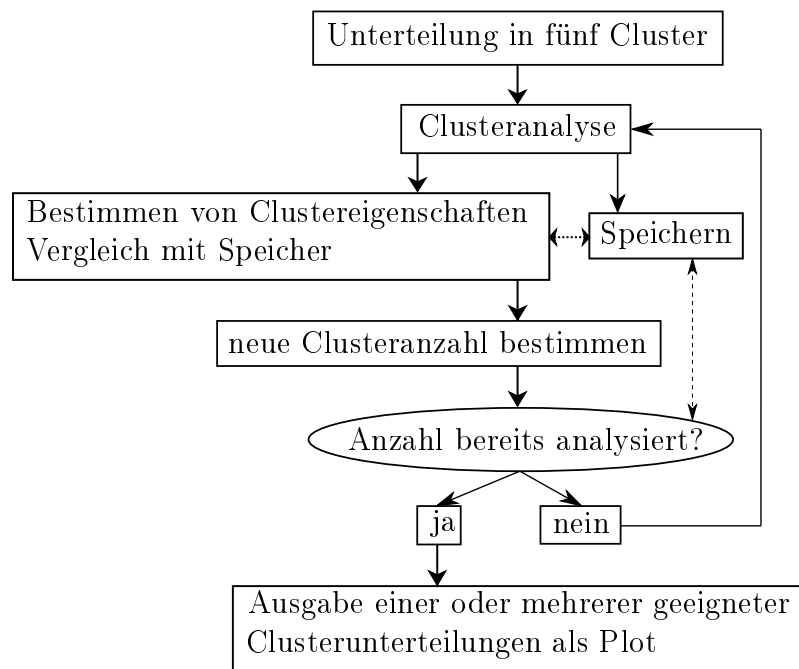 Unterteilung in fünf Cluster
Clusteranalyse
Bestimmen von Clustereigenschaften
Vergleich mit Speicher
Speichern
neue Clusteranzahl bestimmen
Anzahl bereits analysiert?
ja
nein
Ausgabe einer oder mehrerer geeigneter
Clusterunterteilungen als Plot